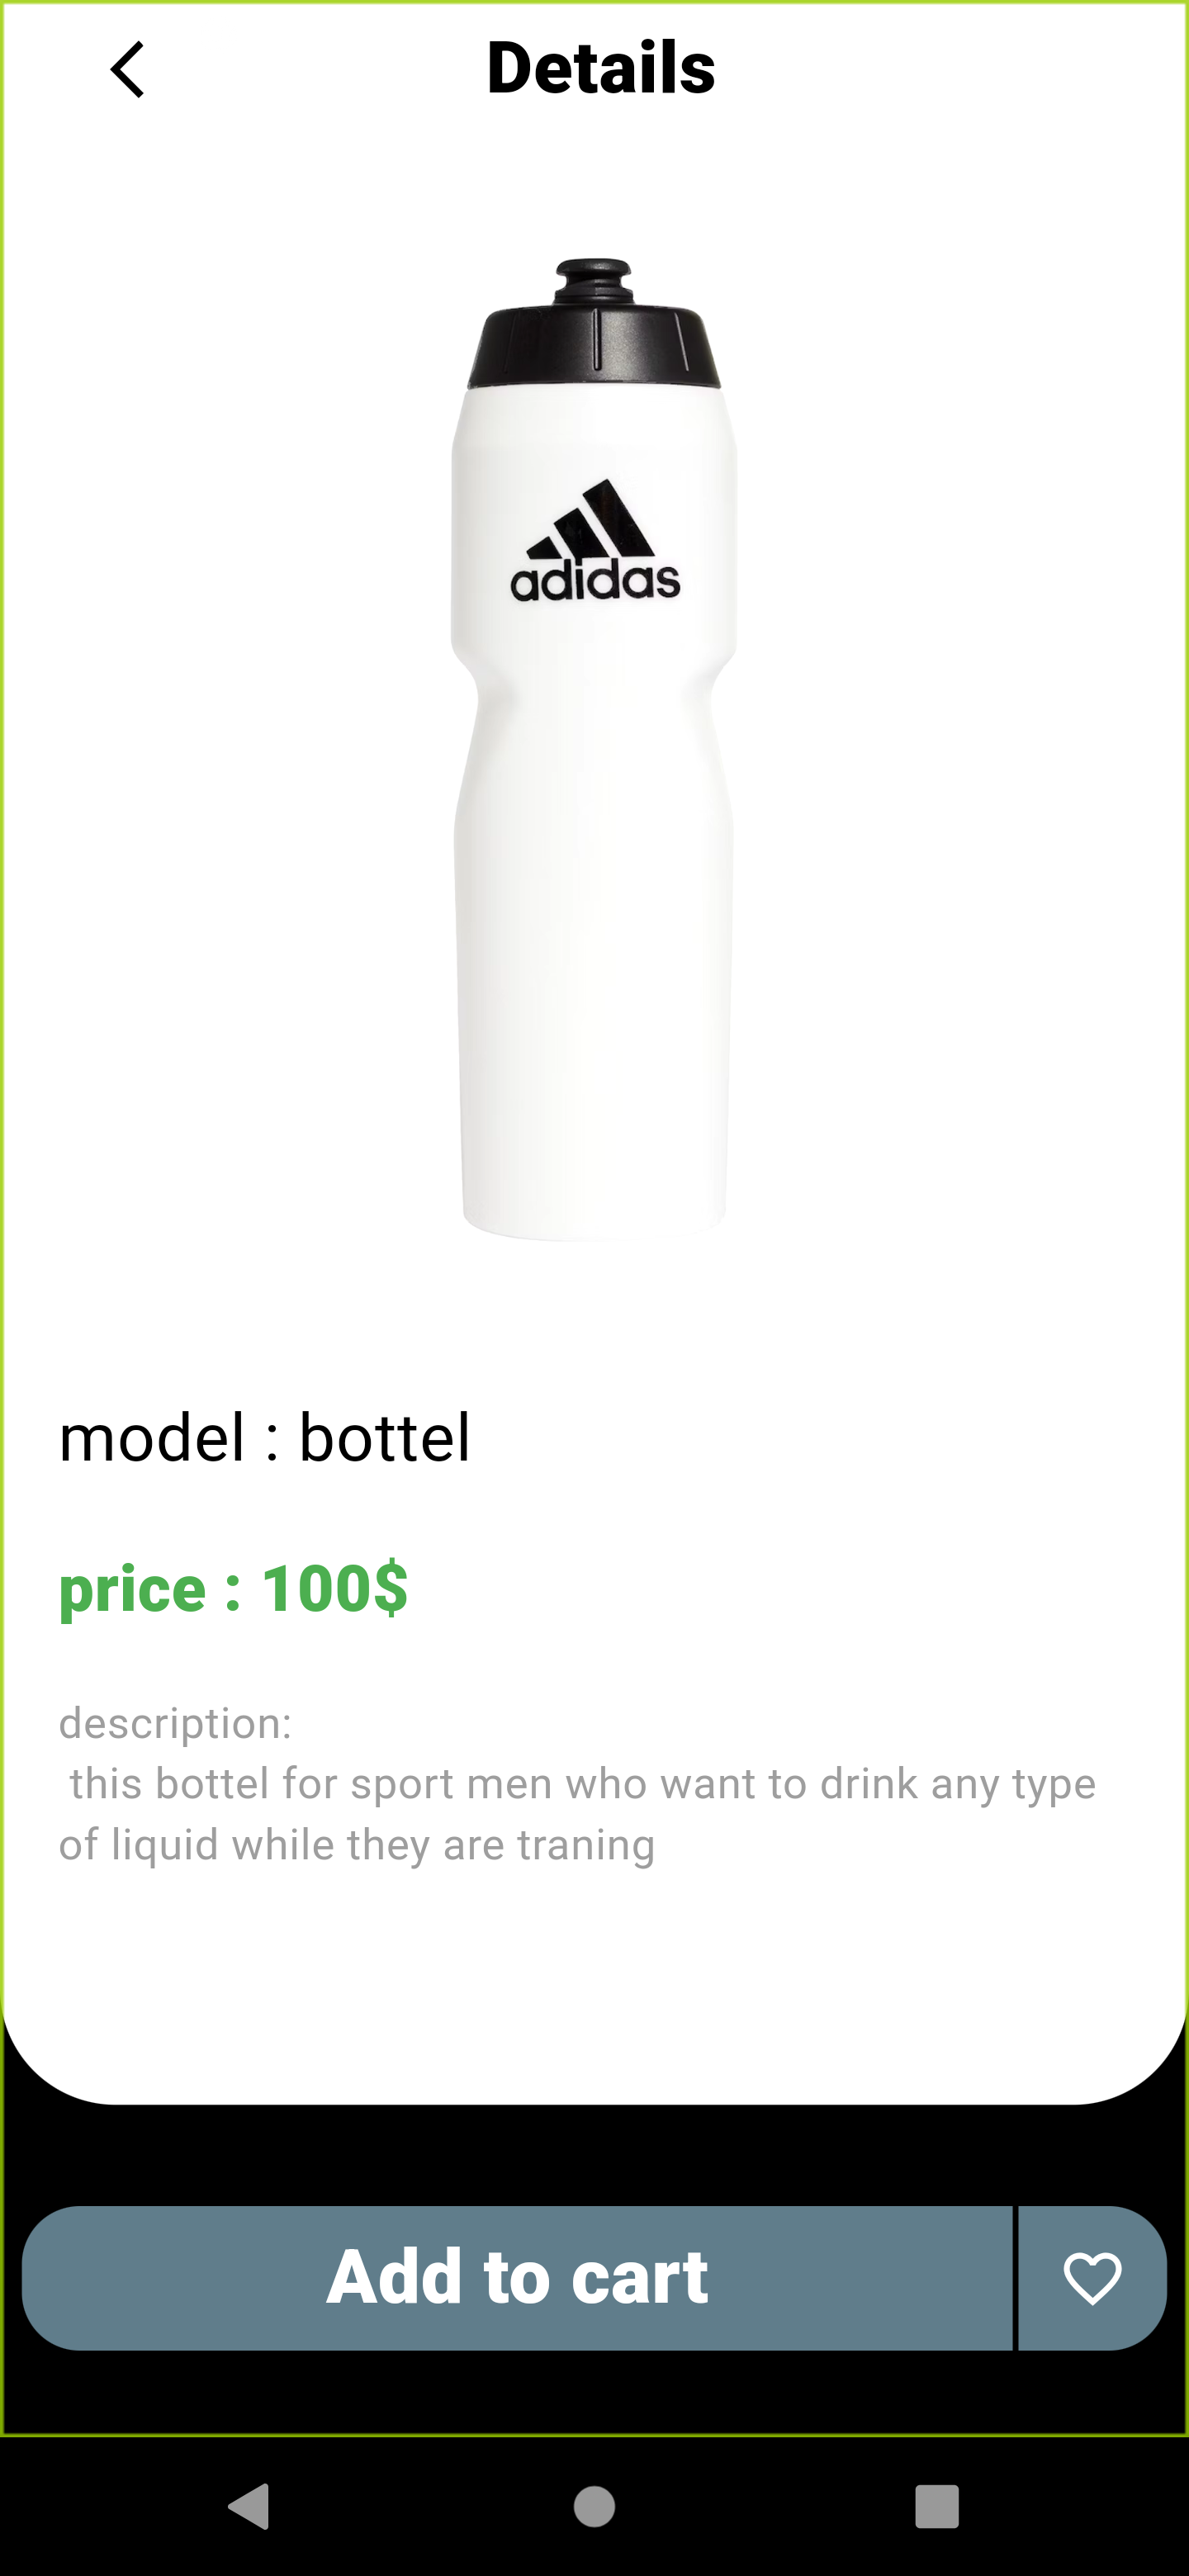 Details
adidas
model : bottel
price : 100$
description:
this bottel for sport men who want to drink any type
of liquid while they are traning
Add to cart